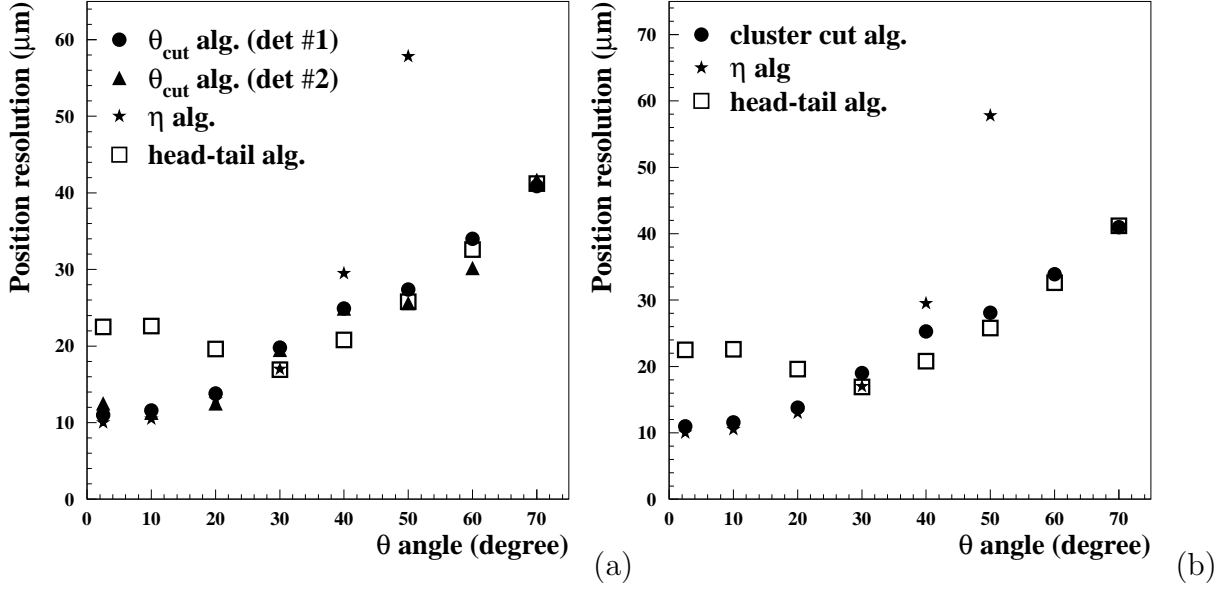 Position resolution (μm)
θcut alg. (det #1)
θcut alg. (det #2)
η alg.
head-tail alg.
60
50
40
30
20
10
0
0 10 20 30 40 50 60 70
θ angle (degree)
(a)
Position resolution (μm)
cluster cut alg.
η alg
head-tail alg.
70
60
50
40
30
20
10
0
0 10 20 30 40 50 60 70
θ angle (degree)
(b)